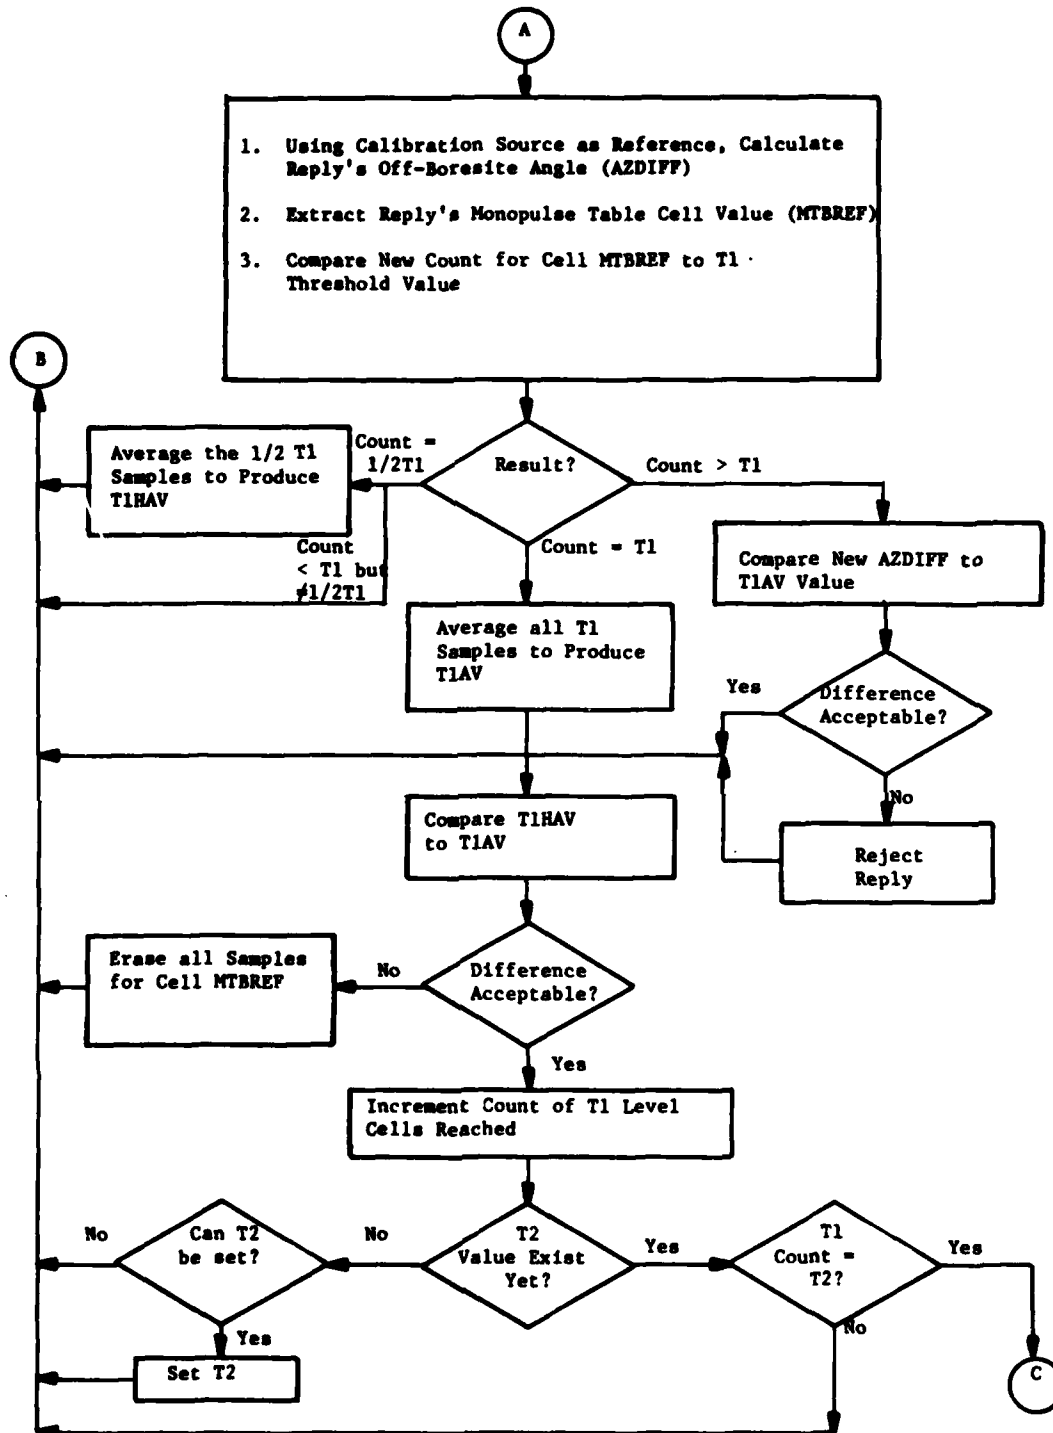 A
1. Using Calibration Source as Reference, Calculate
Reply's Off-Boresite Angle (AZDIFF)
2. Extract Reply's Monopulse Table Cell Value (MTBREF)
3. Compare New Count for Cell MTBREF to T1
Threshold Value
B
Average the 1/2 T1
Samples to Produce
T1HAV
Count =
1/2T1
Result?
Count > T1
Count
< T1 but
≠1/2T1
Count = T1
Compare New AZDIFF to
T1AV Value
Average all T1
Samples to Produce
T1AV
Yes
Difference
Acceptable?
No
Compare T1HAV
to T1AV
Reject
Reply
Erase all Samples
for Cell MTBREF
No
Difference
Acceptable?
Yes
Increment Count of T1 Level
Cells Reached
No
Can T2
be set?
No
T2
Value Exist
Yet?
Yes
T1
Count =
T2?
Yes
Yes
No
Set T2
C